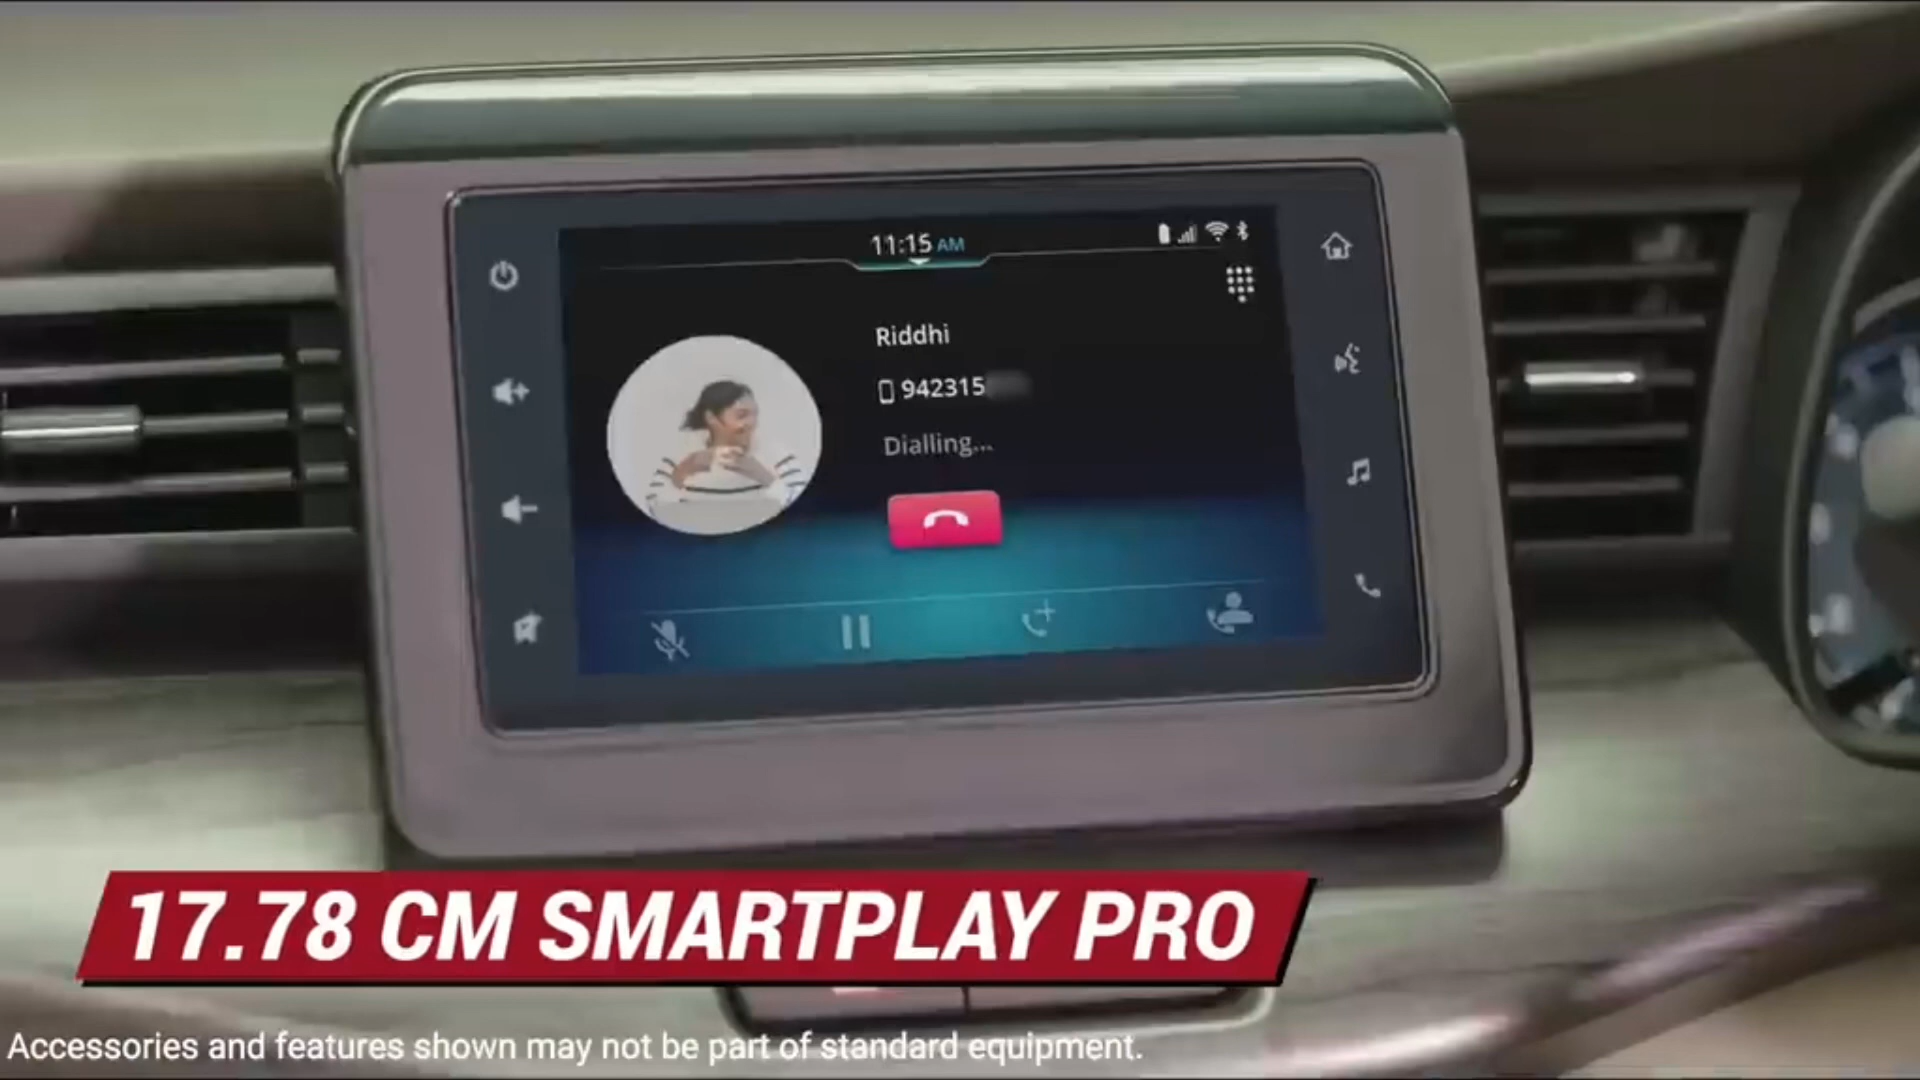 11:15 AM
Riddhi
942315
Dialling...
17.78 CM SMARTPLAY PRO
Accessories and features shown may not be part of standard equipment.